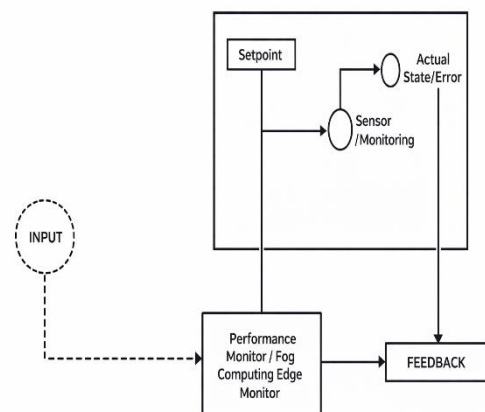 Setpoint
Actual
State/Error
Sensor
/Monitoring
INPUT
Performance
Monitor / Fog
Computing Edge
Monitor
FEEDBACK